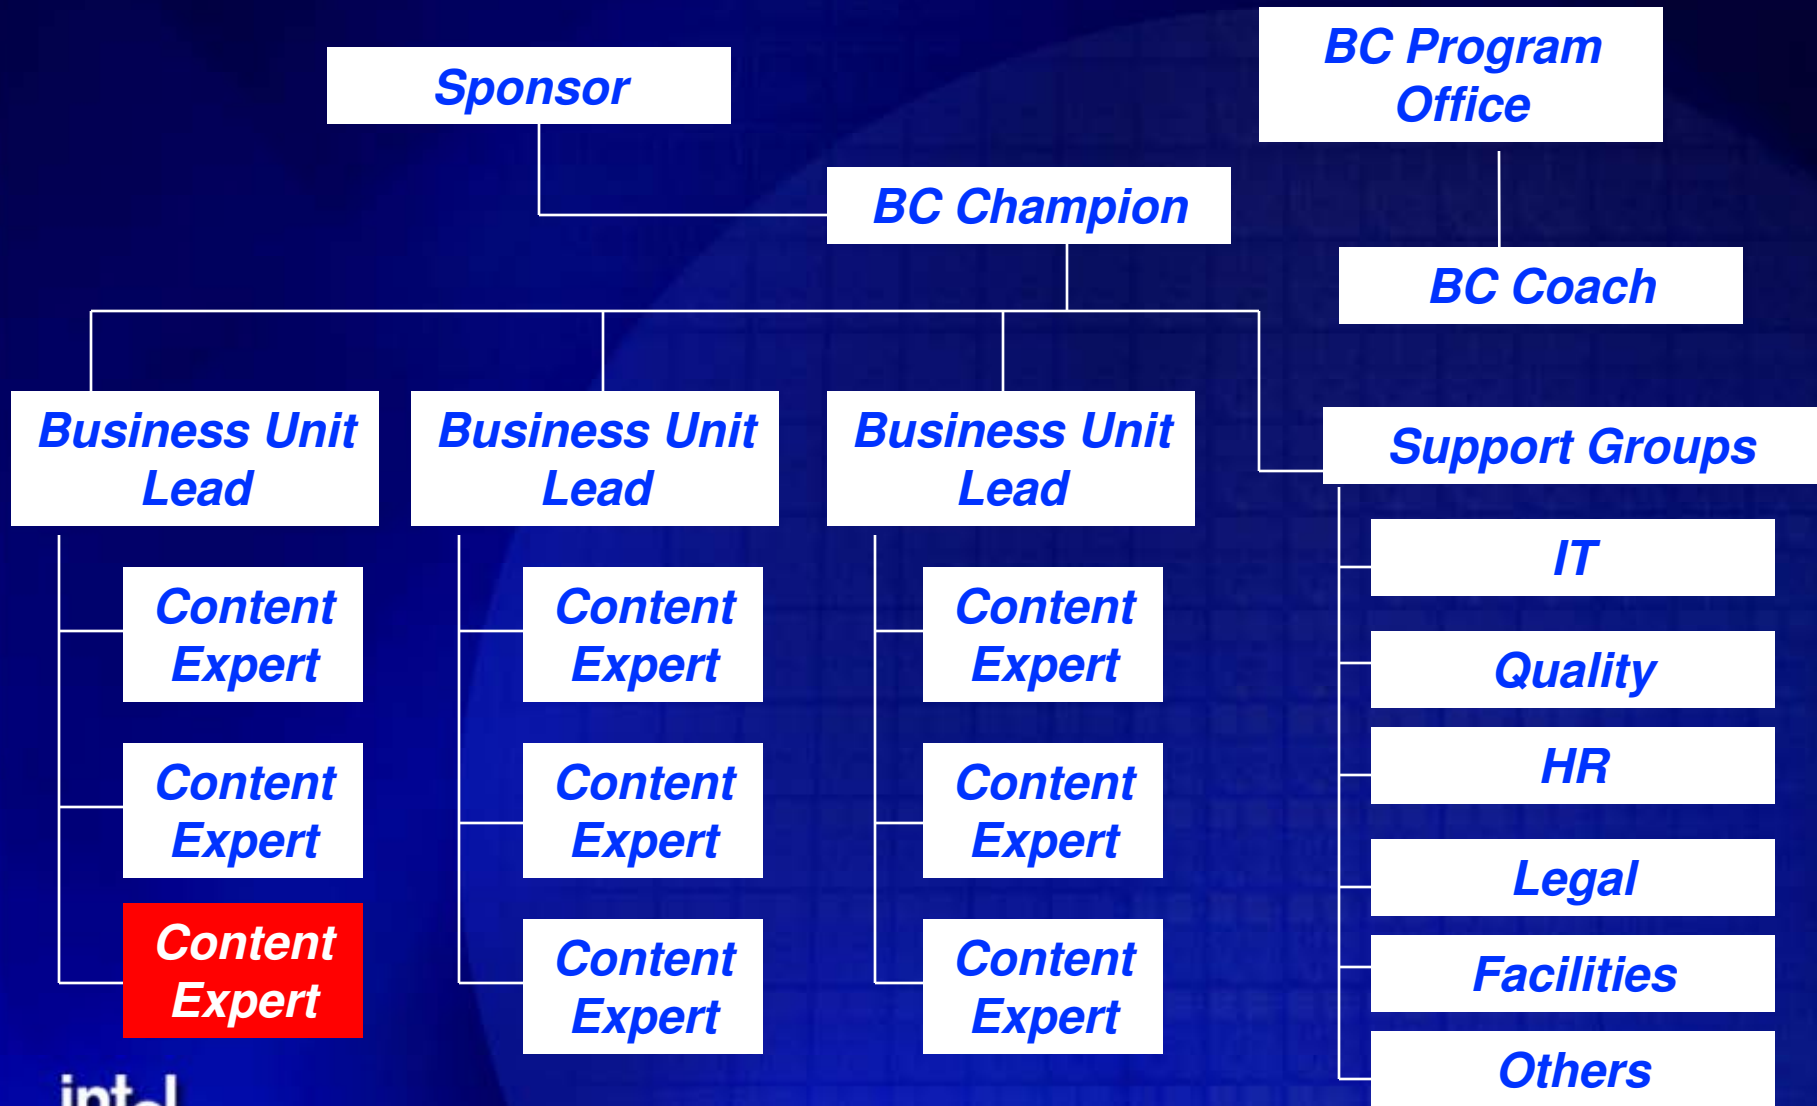 Sponsor
BC Program
Office
BC Champion
BC Coach
Business Unit
Lead
Business Unit
Lead
Business Unit
Lead
Support Groups
Content
Expert
Content
Expert
Content
Expert
Content
Expert
Content
Expert
Content
Expert
Content
Expert
Content
Expert
Content
Expert
IT
Quality
HR
Legal
Facilities
Others
intel